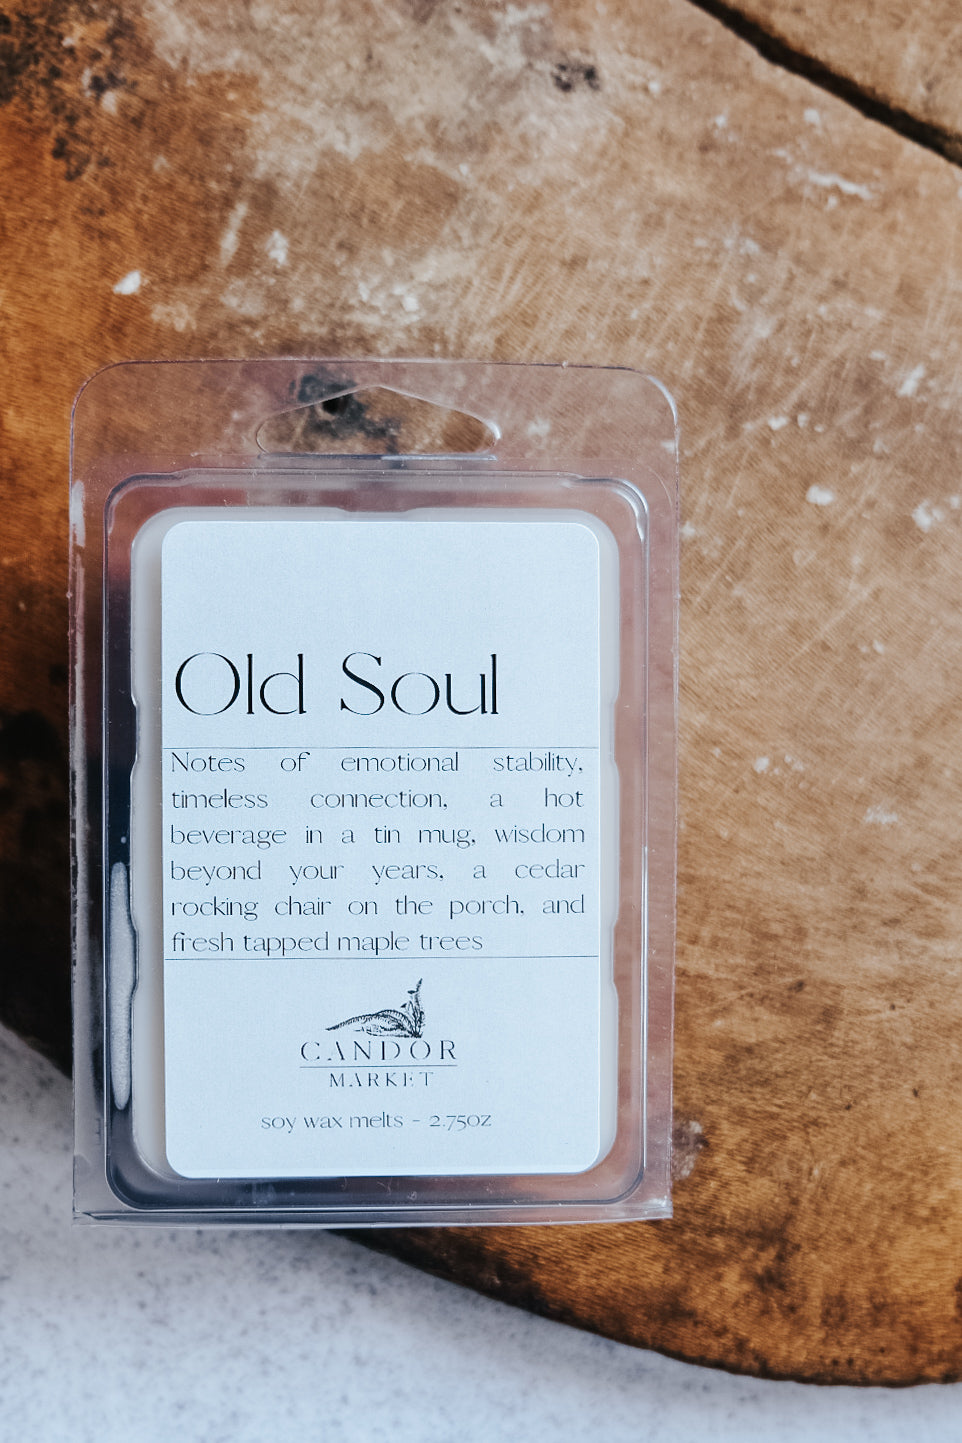 Old Soul
Notes of emotional stability,
timeless connection, a hot
beverage in a tin mug, wisdom
beyond your years, a cedar
rocking chair on the porch, and
fresh tapped maple trees
CANDOR
MARKET
soy wax melts - 2.75oz